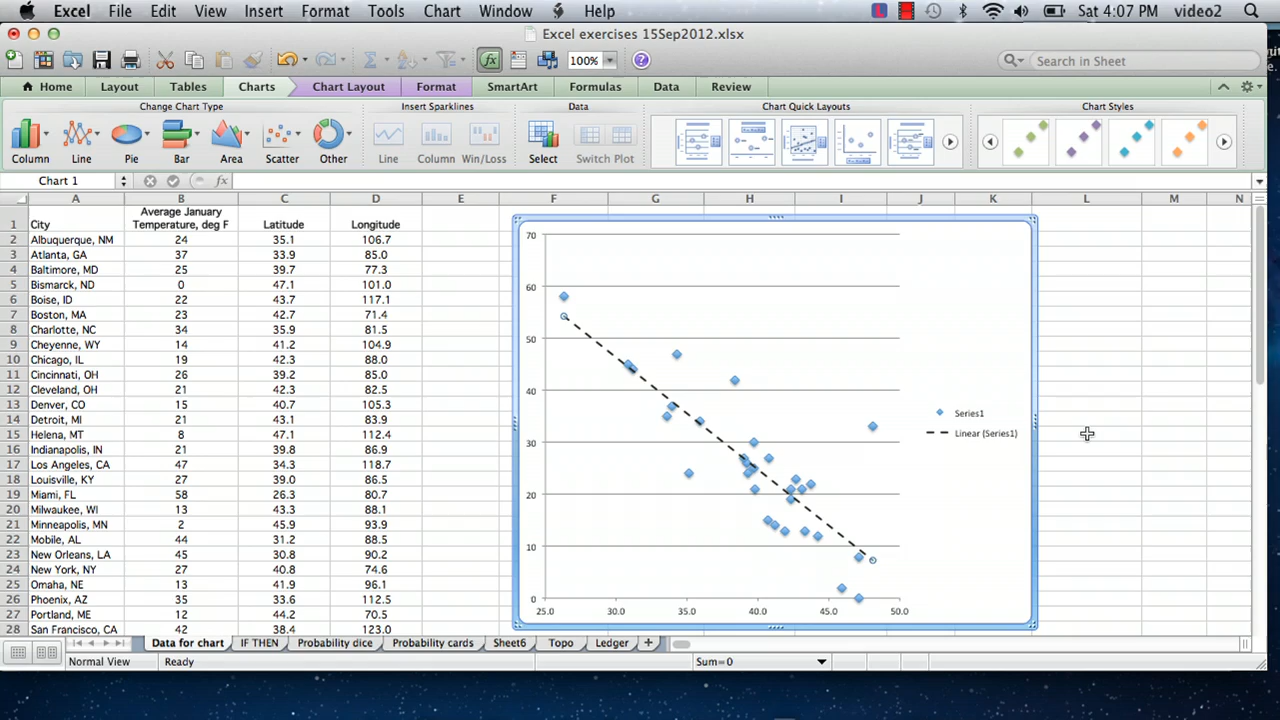 Excel File Edit View Insert Format Tools Chart Window Help Sat 4:07 PM video2
Excel exercises 15Sep2012.xlsx
100% Search in Sheet
Home Layout Tables Charts Chart Layout Format SmartArt Formulas Data Review
Change Chart Type Insert Sparklines Data Chart Quick Layouts Chart Styles
Column Line Pie Bar Area Scatter Other Line Column Win/Loss Select Switch Plot
Chart 1 fx
A B C D E F G H I J K L M N
1 City Average January Temperature, deg F Latitude Longitude
2 Albuquerque, NM 24 35.1 106.7
3 Atlanta, GA 37 33.9 85.0
4 Baltimore, MD 25 39.7 77.3
5 Bismarck, ND 0 47.1 101.0
6 Boise, ID 22 43.7 117.1
7 Boston, MA 23 42.7 71.4
8 Charlotte, NC 34 35.9 81.5
9 Cheyenne, WY 14 41.2 104.9
10 Chicago, IL 19 42.3 88.0
11 Cincinnati, OH 26 39.2 85.0
12 Cleveland, OH 21 42.3 82.5
13 Denver, CO 15 40.7 105.3
14 Detroit, MI 21 43.1 83.9
15 Helena, MT 8 47.1 112.4
16 Indianapolis, IN 21 39.8 86.9
17 Los Angeles, CA 47 34.3 118.7
18 Louisville, KY 27 39.0 86.5
19 Miami, FL 58 26.3 80.7
20 Milwaukee, WI 13 43.3 88.1
21 Minneapolis, MN 2 45.9 93.9
22 Mobile, AL 44 31.2 88.5
23 New Orleans, LA 45 30.8 90.2
24 New York, NY 27 40.8 74.6
25 Omaha, NE 13 41.9 96.1
26 Phoenix, AZ 35 33.6 112.5
27 Portland, ME 12 44.2 70.5
28 San Francisco, CA 42 38.4 123.0
70
60
50
40
30
20
10
0
25.0 30.0 35.0 40.0 45.0 50.0
Series1
Linear (Series1)
Data for chart IF THEN Probability dice Probability cards Sheet6 Topo Ledger
Normal View Ready Sum=0